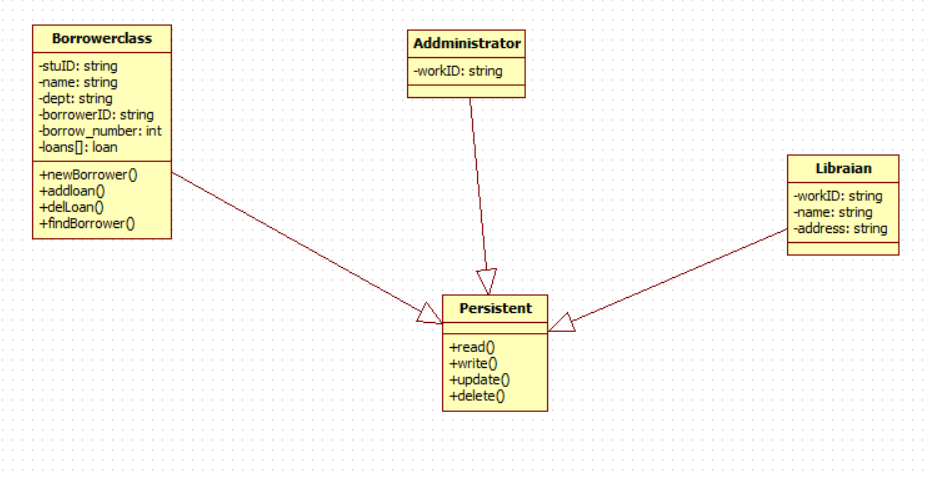 Borrowerclass
-stuID: string
-name: string
-dept: string
-borrowerID: string
-borrow_number: int
-loans[]: loan
+newBorrower()
+addloan()
+delLoan()
+findBorrower()
Addministrator
-workID: string
Libraian
-workID: string
-name: string
-address: string
Persistent
+read()
+write()
+update()
+delete()